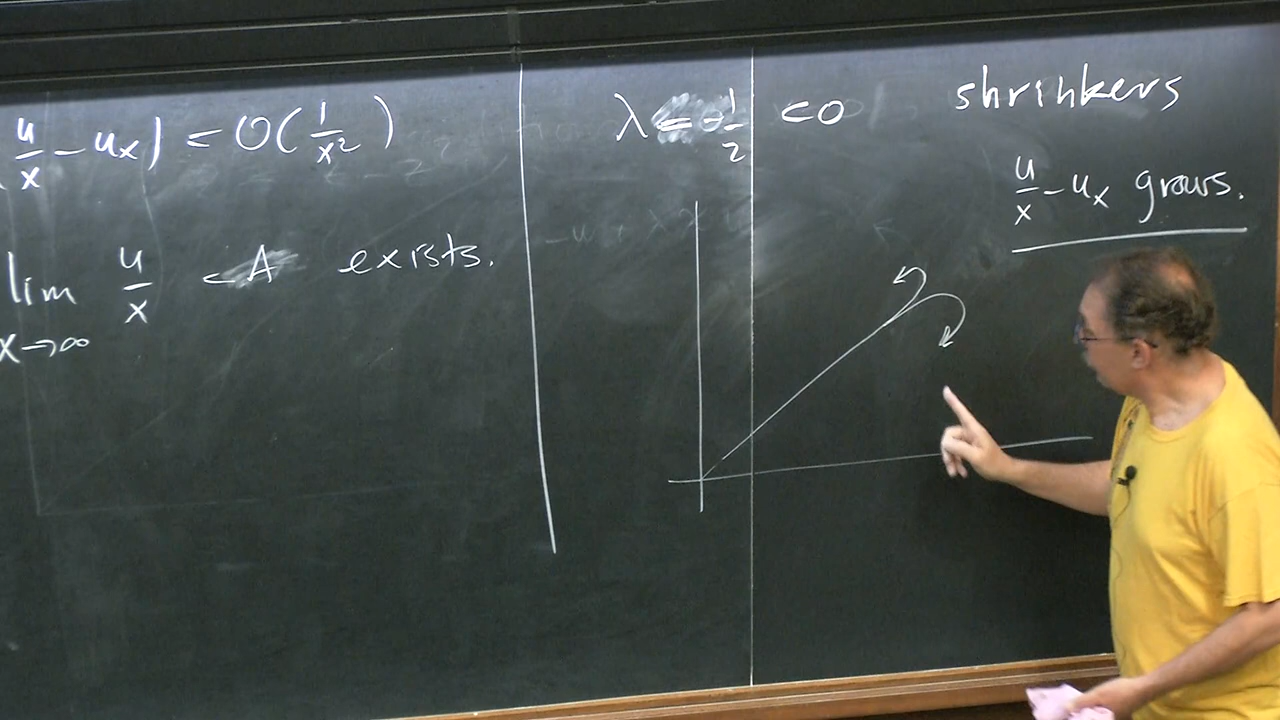 (u/x − u_x) = O(1/x²)
lim x→∞ u/x = A exists.
λ = −1/2 <0 shrinkers
u/x − u_x grows.